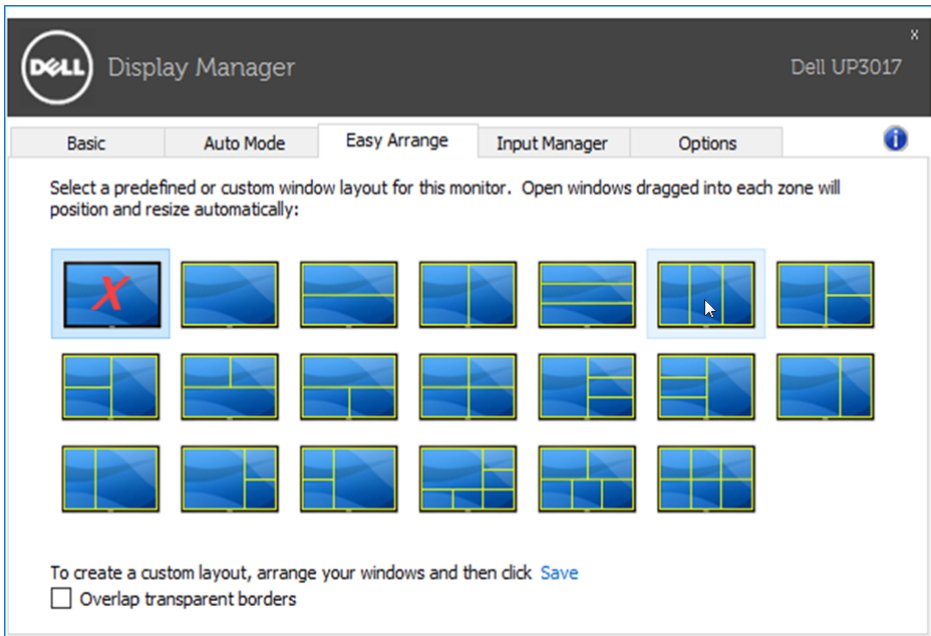 DELL Display Manager
x
Dell UP3017
Basic Auto Mode Easy Arrange Input Manager Options
Select a predefined or custom window layout for this monitor. Open windows dragged into each zone will
position and resize automatically:
X
To create a custom layout, arrange your windows and then click Save
Overlap transparent borders